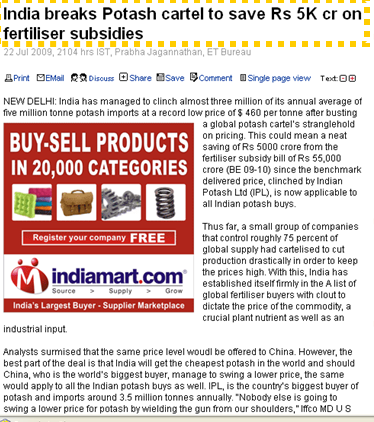 India breaks Potash cartel to save Rs 5K cr on
fertiliser subsidies
22 Jul 2009, 2104 hrs IST, Prabha Jagannathan, ET Bureau
Print EMail Discuss Share Save Comment Single page view Text:
NEW DELHI: India has managed to clinch almost three million of its annual average of
five million tonne potash imports at a record low price of $ 460 per tonne after busting
a global potash cartel's stranglehold
on pricing. This could mean a neat
saving of Rs 5000 crore from the
fertiliser subsidy bill of Rs 55,000
crore (BE 09-10) since the benchmark
delivered price, clinched by Indian
Potash Ltd (IPL), is now applicable to
all Indian potash buys.
BUY-SELL PRODUCTS
IN 20,000 CATEGORIES
Register your company FREE
indiamart.com®
Source > Supply > Grow
India's Largest Buyer - Supplier Marketplace
Thus far, a small group of companies
that control roughly 75 percent of
global supply had cartelised to cut
production drastically in order to keep
the prices high. With this, India has
established itself firmly in the A list of
global fertiliser buyers with clout to
dictate the price of the commodity, a
crucial plant nutrient as well as an
industrial input.
Analysts surmised that the same price level woudl be offered to China. However, the
best part of the deal is that India will get the cheapest potash in the world and should
China, who is the world's biggest buyer, manage to swing a lower price, the same
would apply to all the Indian potash buys as well. IPL, is the country's biggest buyer of
potash and imports around 3.5 million tonnes annually. "Nobody else is going to
swing a lower price for potash by wielding the gun from our shoulders," Iffco MD U S